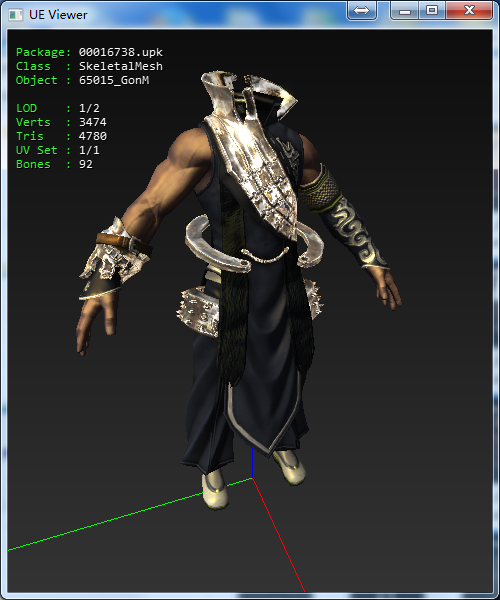 UE Viewer
Package: 00016738.upk
Class  : SkeletalMesh
Object : 65015_GonM
LOD    : 1/2
Verts  : 3474
Tris   : 4780
UV Set : 1/1
Bones  : 92